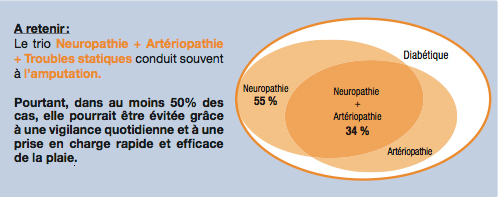 A retenir :
Le trio Neuropathie + Artériopathie
+ Troubles statiques conduit souvent
à l'amputation.
Pourtant, dans au moins 50% des
cas, elle pourrait être évitée grâce
à une vigilance quotidienne et à une
prise en charge rapide et efficace
de la plaie.
Diabétique
Neuropathie
55 %
Neuropathie
+
Artériopathie
34 %
Artériopathie